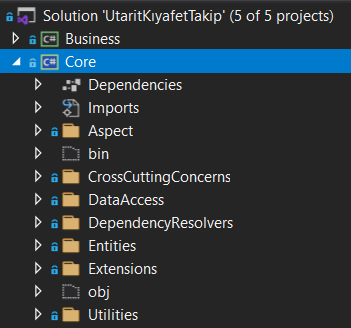 Solution 'UtaritKıyafetTakip' (5 of 5 projects)
C# Business
C# Core
Dependencies
Imports
Aspect
bin
CrossCuttingConcerns
DataAccess
DependencyResolvers
Entities
Extensions
obj
Utilities